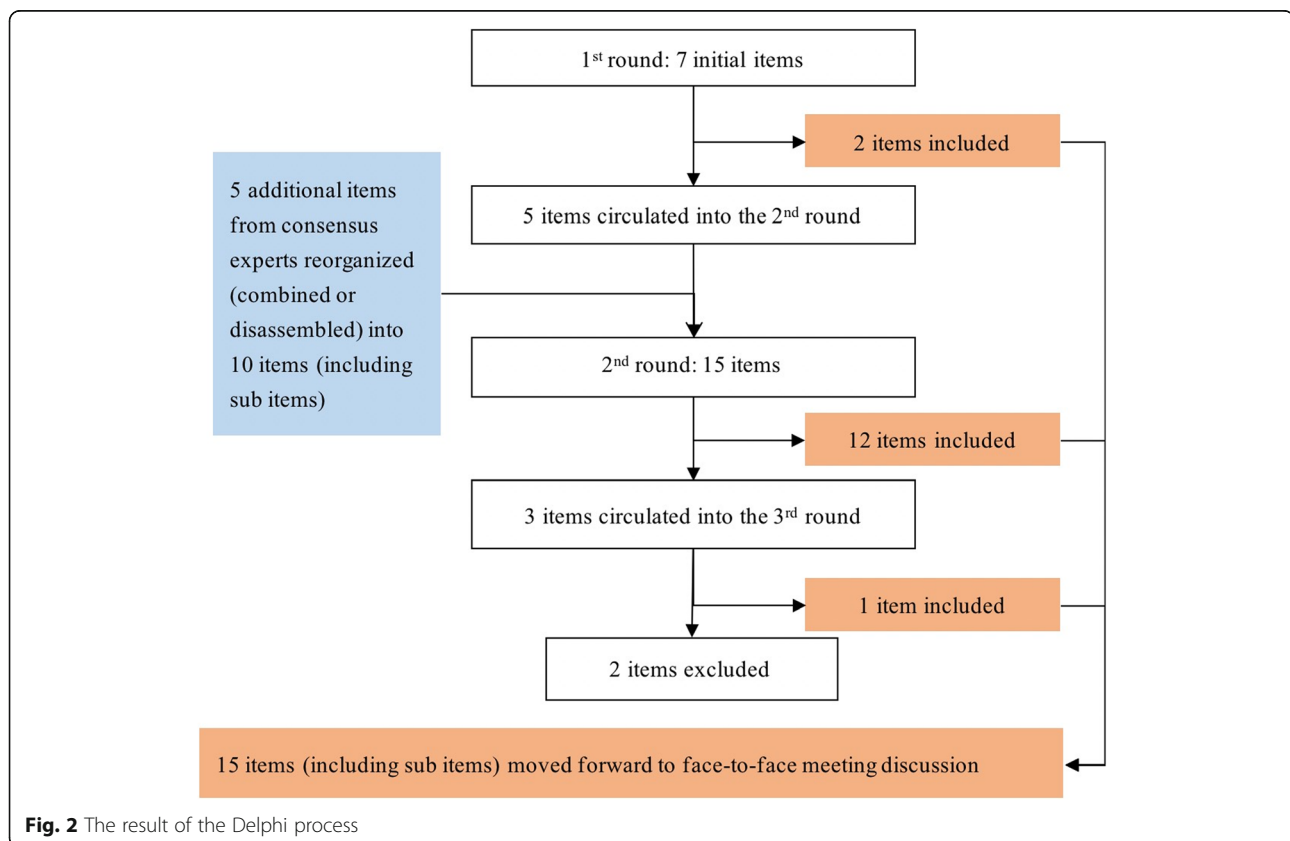 1st round: 7 initial items
2 items included
5 additional items
from consensus
experts reorganized
(combined or
disassembled) into
10 items (including
sub items)
5 items circulated into the 2nd round
2nd round: 15 items
12 items included
3 items circulated into the 3rd round
1 item included
2 items excluded
15 items (including sub items) moved forward to face-to-face meeting discussion
Fig. 2 The result of the Delphi process